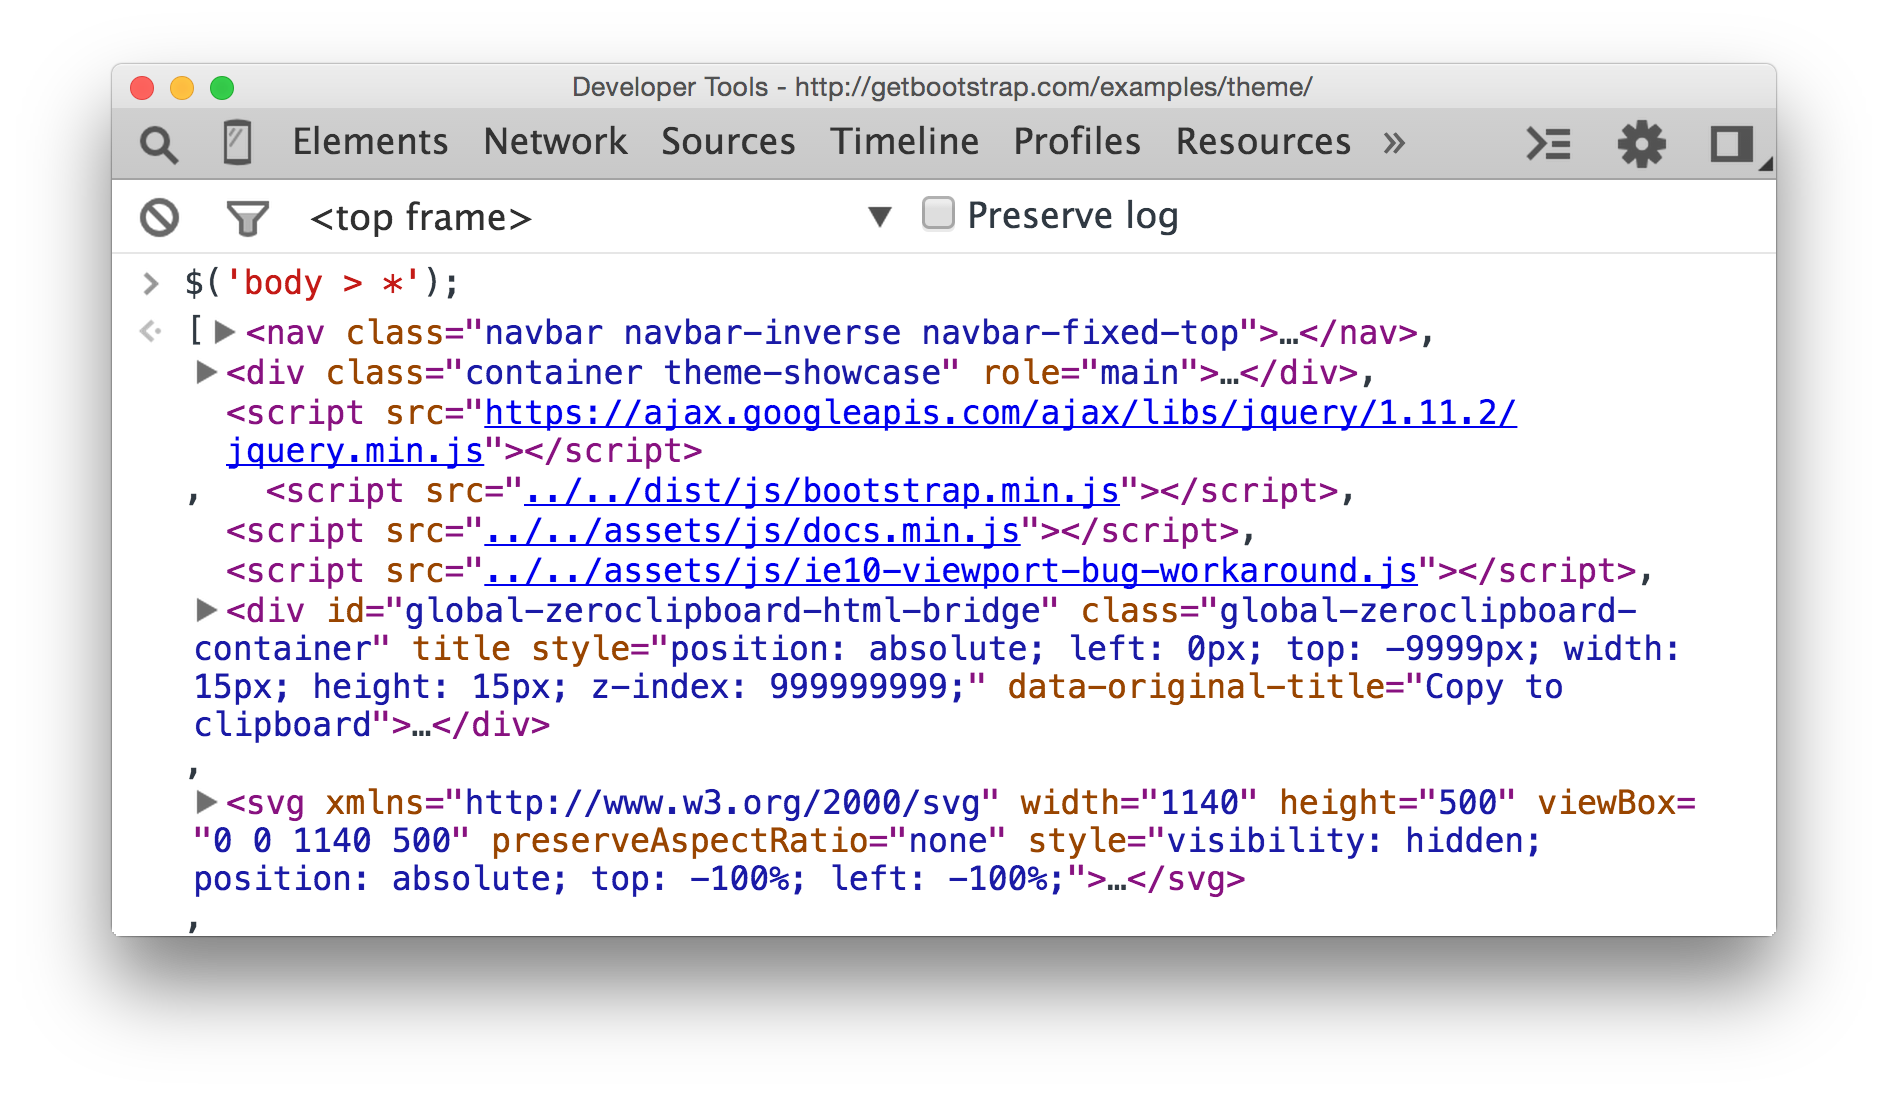 Developer Tools - http://getbootstrap.com/examples/theme/
Elements Network Sources Timeline Profiles Resources »
<top frame> ▼ Preserve log
> $('body > *');
[▶<nav class="navbar navbar-inverse navbar-fixed-top">…</nav>,
▶<div class="container theme-showcase" role="main">…</div>,
<script src="https://ajax.googleapis.com/ajax/libs/jquery/1.11.2/
jquery.min.js"></script>
, <script src="../../dist/js/bootstrap.min.js"></script>,
<script src="../../assets/js/docs.min.js"></script>,
<script src="../../assets/js/ie10-viewport-bug-workaround.js"></script>,
▶<div id="global-zeroclipboard-html-bridge" class="global-zeroclipboard-
container" title style="position: absolute; left: 0px; top: -9999px; width:
15px; height: 15px; z-index: 999999999;" data-original-title="Copy to
clipboard">…</div>
,
▶<svg xmlns="http://www.w3.org/2000/svg" width="1140" height="500" viewBox=
"0 0 1140 500" preserveAspectRatio="none" style="visibility: hidden;
position: absolute; top: -100%; left: -100%;">…</svg>
,